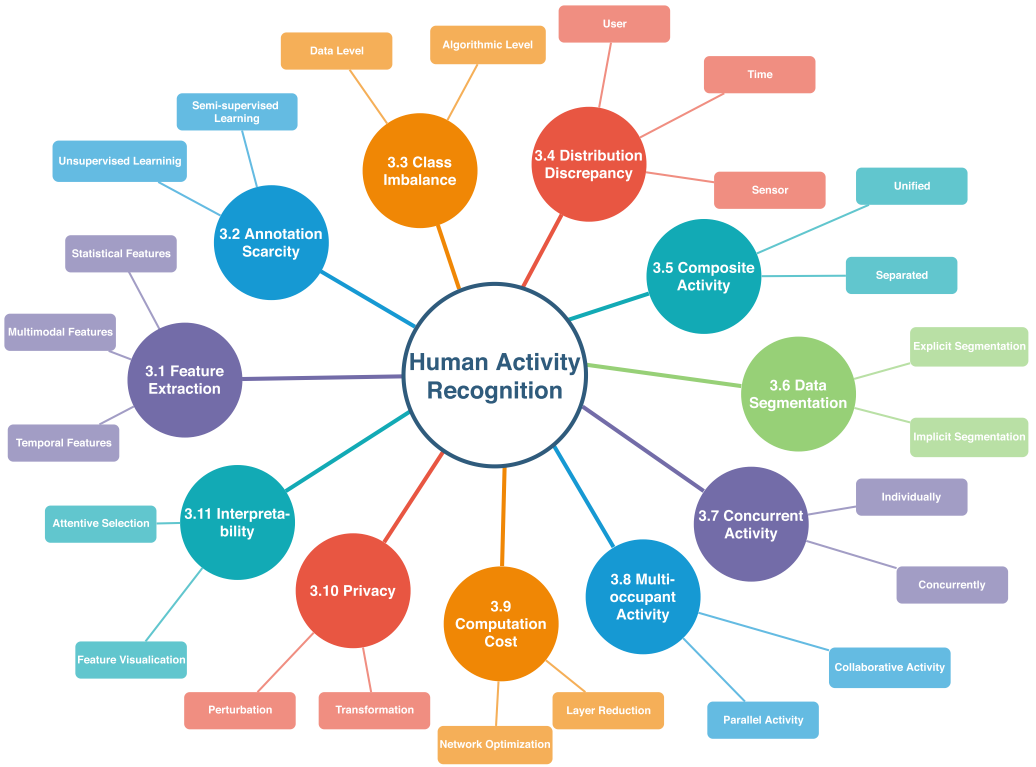 Human Activity
Recognition
3.1 Feature
Extraction
Statistical Features
Multimodal Features
Temporal Features
3.2 Annotation
Scarcity
Unsupervised Learninig
Semi-supervised
Learning
3.3 Class
Imbalance
Data Level
Algorithmic Level
3.4 Distribution
Discrepancy
User
Time
Sensor
3.5 Composite
Activity
Unified
Separated
3.6 Data
Segmentation
Explicit Segmentation
Implicit Segmentation
3.7 Concurrent
Activity
Individually
Concurrently
3.8 Multi-
occupant
Activity
Collaborative Activity
Parallel Activity
3.9
Computation
Cost
Layer Reduction
Network Optimization
3.10 Privacy
Transformation
Perturbation
3.11 Interpreta-
bility
Feature Visualication
Attentive Selection